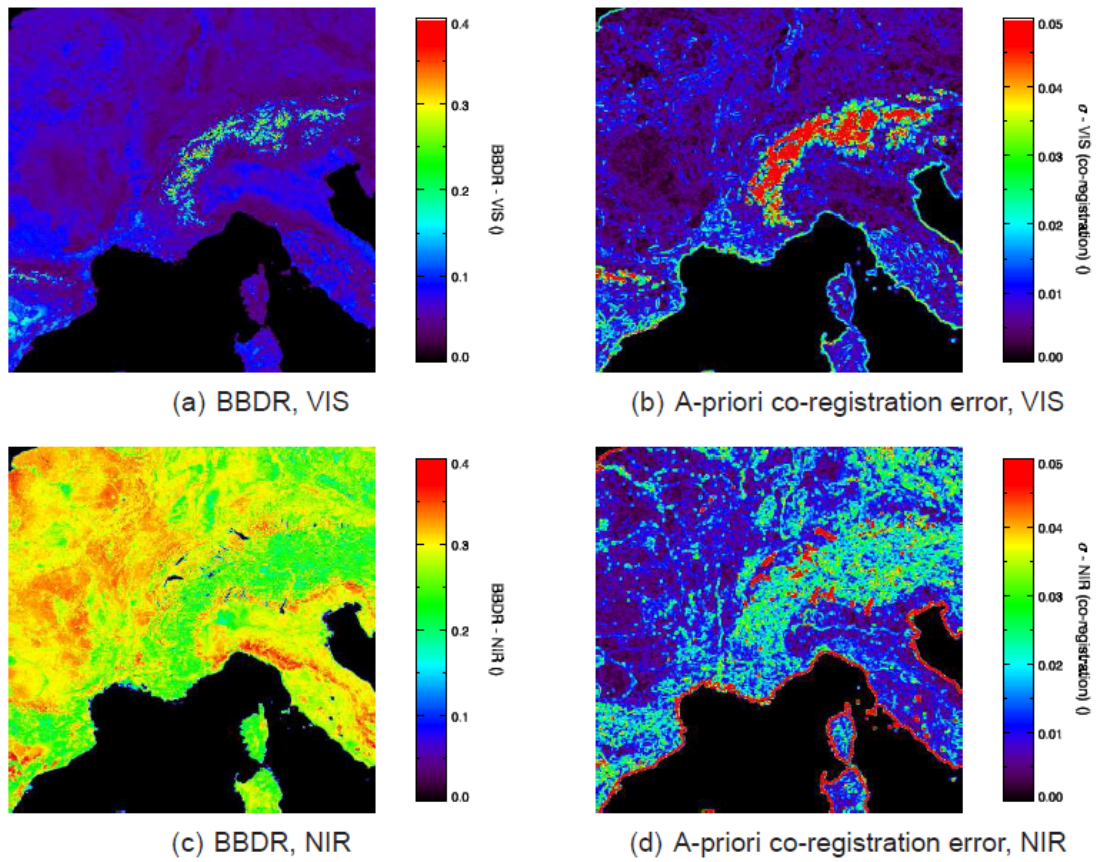 0.4
0.3
0.2
0.1
0.0
BBDR - VIS ()
0.05
0.04
0.03
0.02
0.01
0.00
σ - VIS (co-registration) ()
(a) BBDR, VIS
(b) A-priori co-registration error, VIS
0.4
0.3
0.2
0.1
0.0
BBDR - NIR ()
0.05
0.04
0.03
0.02
0.01
0.00
σ - NIR (co-registration) ()
(c) BBDR, NIR
(d) A-priori co-registration error, NIR